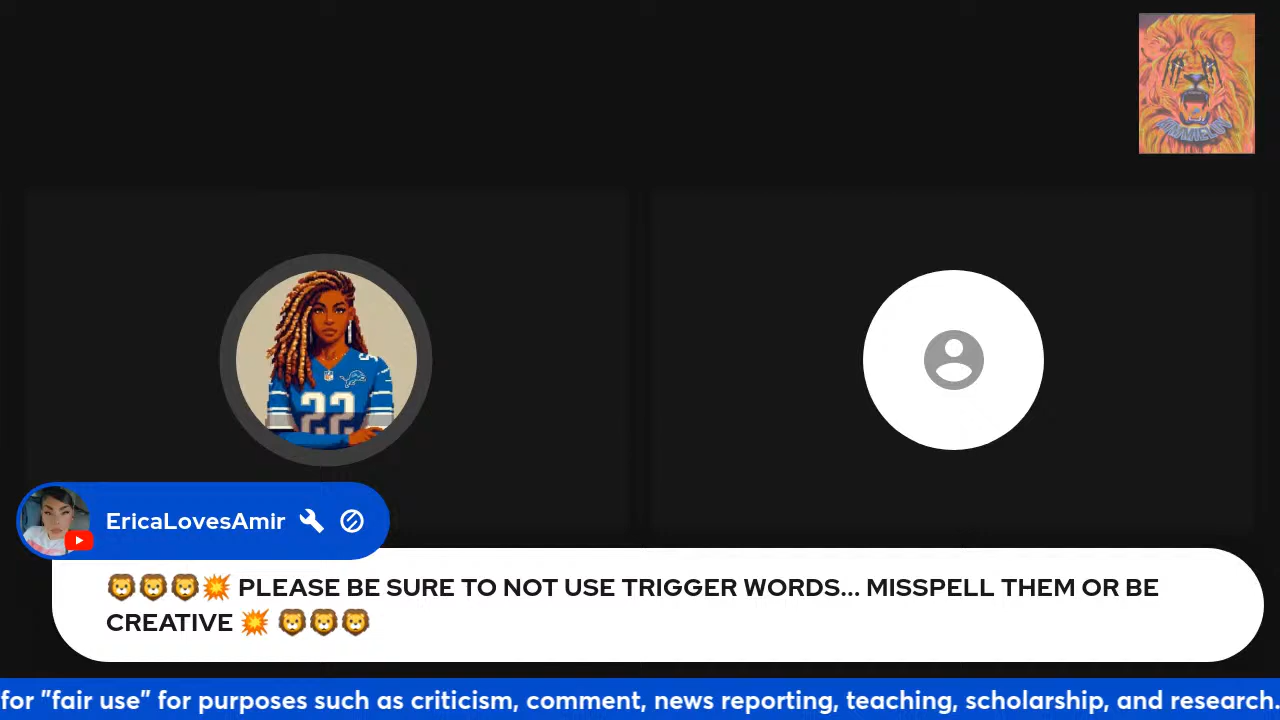 22
EricaLovesAmir
🦁🦁🦁💥 PLEASE BE SURE TO NOT USE TRIGGER WORDS... MISSPELL THEM OR BE
CREATIVE 💥 🦁🦁🦁
for "fair use" for purposes such as criticism, comment, news reporting, teaching, scholarship, and research.